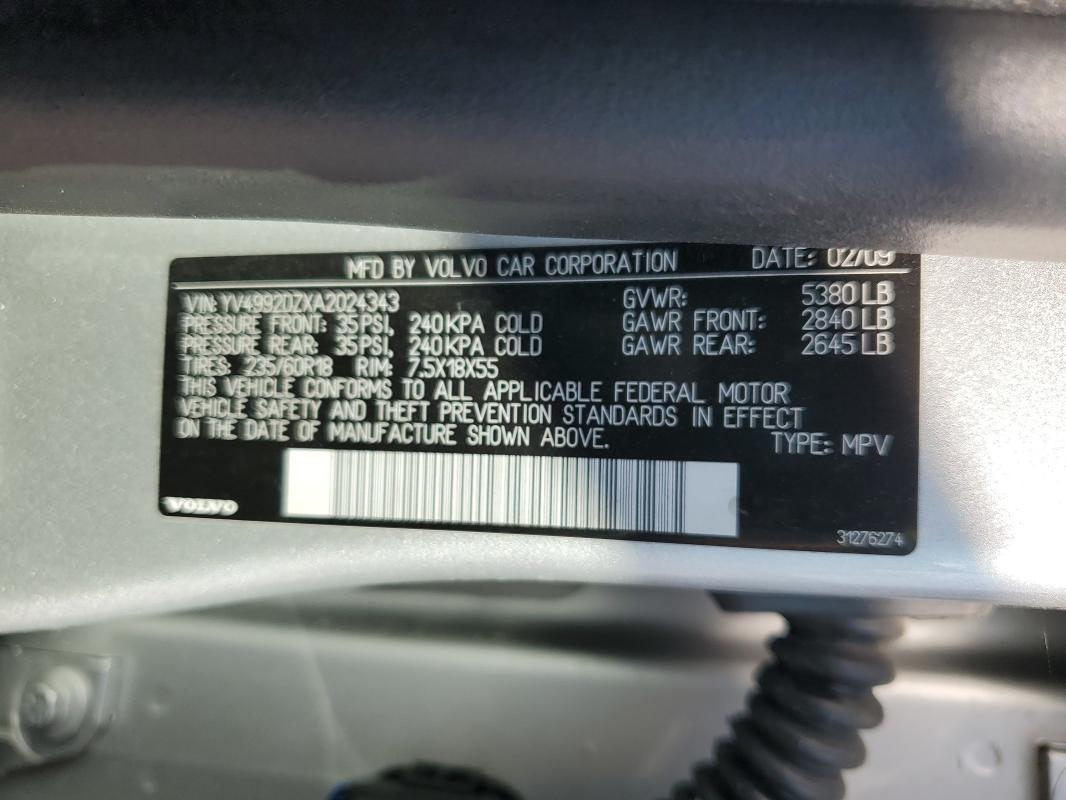 MFD BY VOLVO CAR CORPORATION DATE: 02/09
VIN: YV4992DZXA2024343 GVWR: 5380 LB
PRESSURE FRONT: 35 PSI, 240 KPA COLD GAWR FRONT: 2840 LB
PRESSURE REAR: 35 PSI, 240 KPA COLD GAWR REAR: 2645 LB
TIRES: 235/60R18 RIM: 7.5X18X55
THIS VEHICLE CONFORMS TO ALL APPLICABLE FEDERAL MOTOR
VEHICLE SAFETY AND THEFT PREVENTION STANDARDS IN EFFECT
ON THE DATE OF MANUFACTURE SHOWN ABOVE. TYPE: MPV
VOLVO
31276274